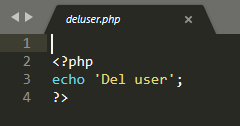 deluser.php
1
2 <?php
3 echo 'Del user';
4 ?>